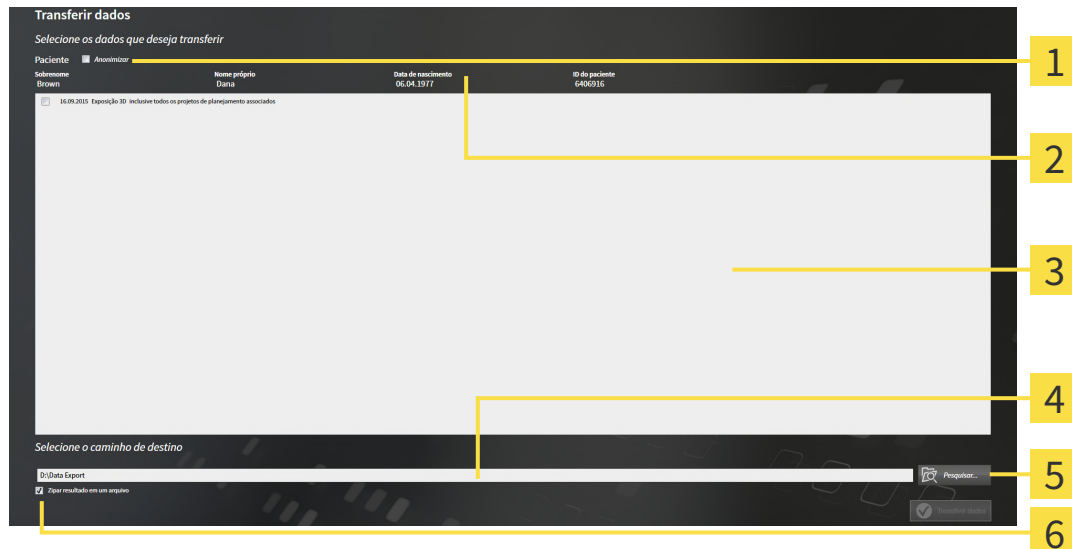 Transferir dados
Selecione os dados que deseja transferir
Paciente Anonimizar
Sobrenome Nome próprio Data de nascimento ID do paciente
Brown Dana 06.04.1977 6406916
16.09.2015 Exposição 3D inclusive todos os projetos de planejamento associados
Selecione o caminho de destino
D:\Data Export Pesquisar...
Zipar resultado em um arquivo
Transferir dados
1
2
3
4
5
6